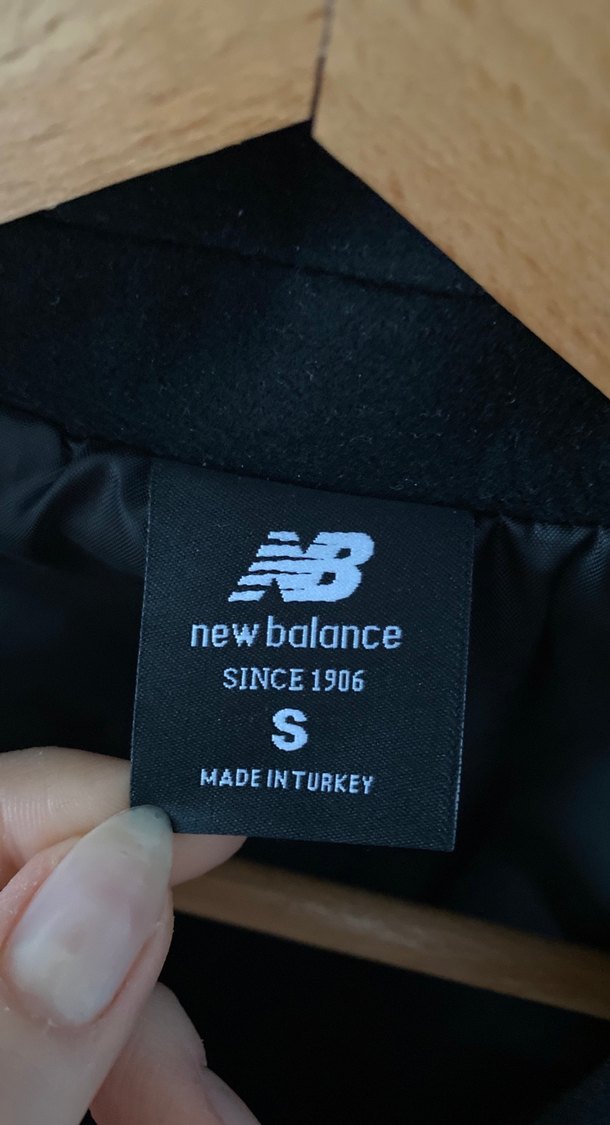 NB
new balance
SINCE 1906
S
MADE IN TURKEY